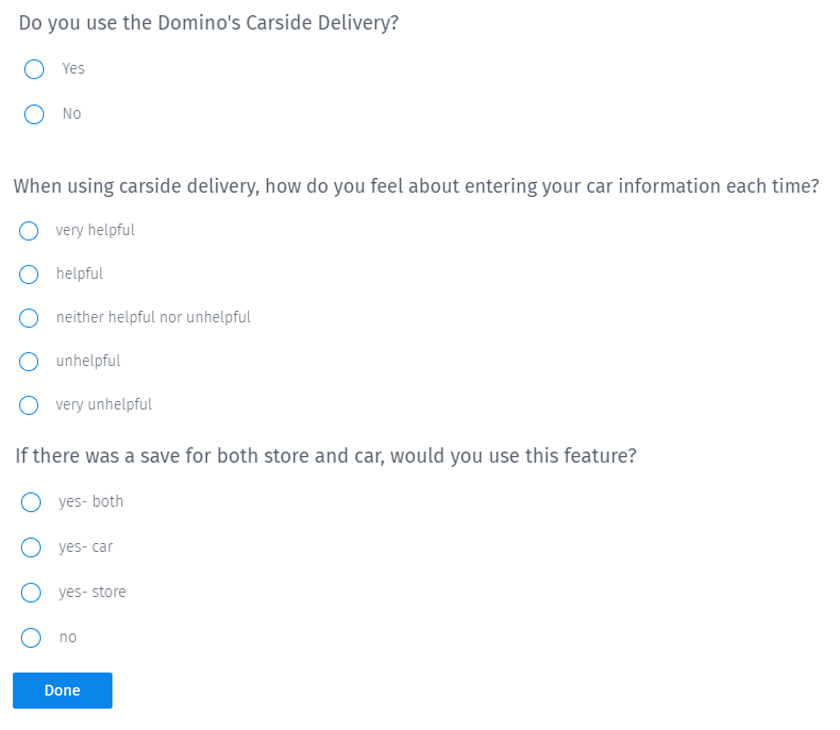 Do you use the Domino's Carside Delivery?
Yes
No
When using carside delivery, how do you feel about entering your car information each time?
very helpful
helpful
neither helpful nor unhelpful
unhelpful
very unhelpful
If there was a save for both store and car, would you use this feature?
yes- both
yes- car
yes- store
no
Done